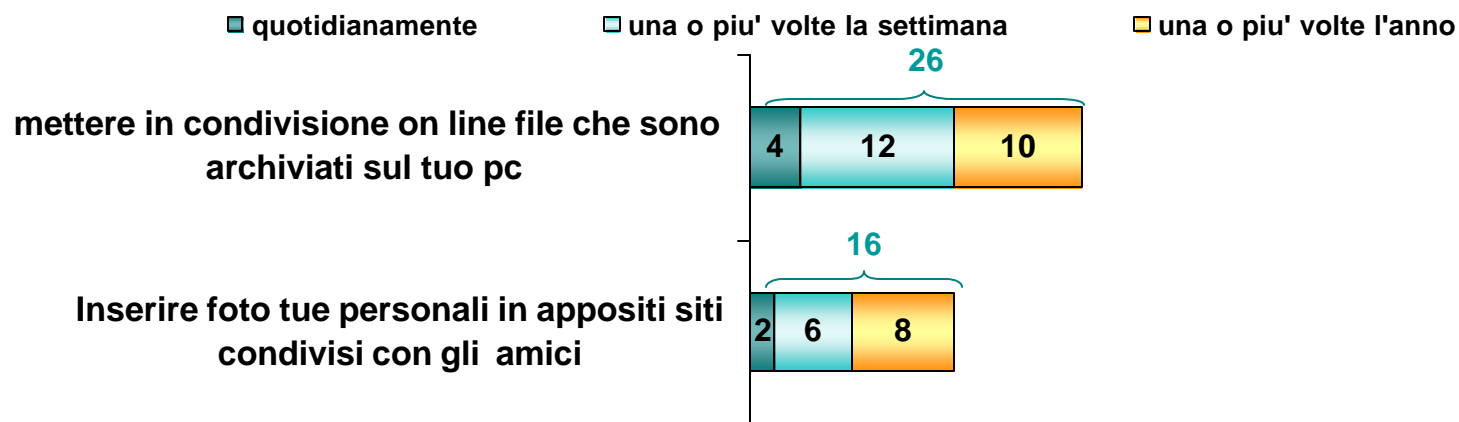 quotidianamente una o piu' volte la settimana una o piu' volte l'anno
26
mettere in condivisione on line file che sono
archiviati sul tuo pc
4 12 10
16
Inserire foto tue personali in appositi siti
condivisi con gli amici
2 6 8